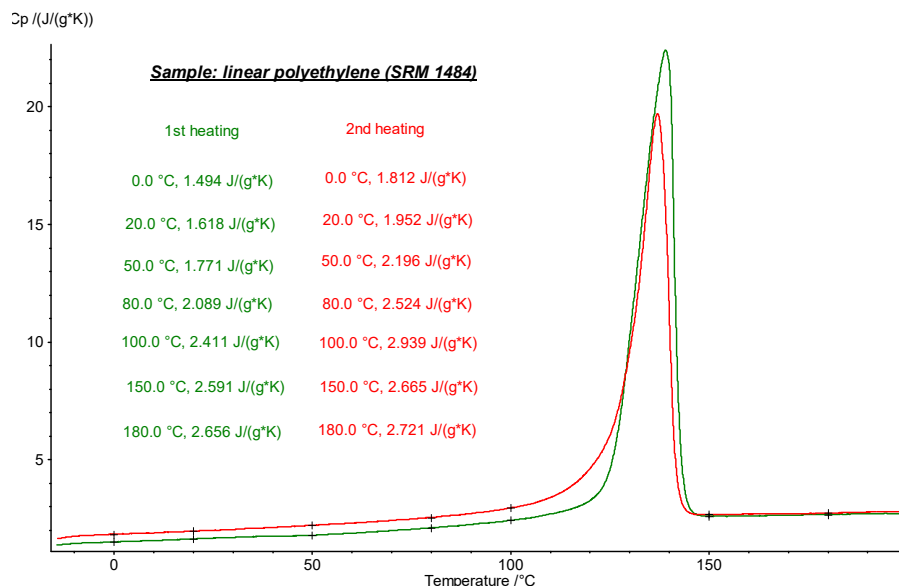 Cp /(J/(g*K))
Sample: linear polyethylene (SRM 1484)
1st heating 2nd heating
0.0 °C, 1.494 J/(g*K) 0.0 °C, 1.812 J/(g*K)
20
20.0 °C, 1.618 J/(g*K) 20.0 °C, 1.952 J/(g*K)
15
50.0 °C, 1.771 J/(g*K) 50.0 °C, 2.196 J/(g*K)
80.0 °C, 2.089 J/(g*K) 80.0 °C, 2.524 J/(g*K)
10
100.0 °C, 2.411 J/(g*K) 100.0 °C, 2.939 J/(g*K)
150.0 °C, 2.591 J/(g*K) 150.0 °C, 2.665 J/(g*K)
180.0 °C, 2.656 J/(g*K) 180.0 °C, 2.721 J/(g*K)
5
0 50 100 150
Temperature /°C